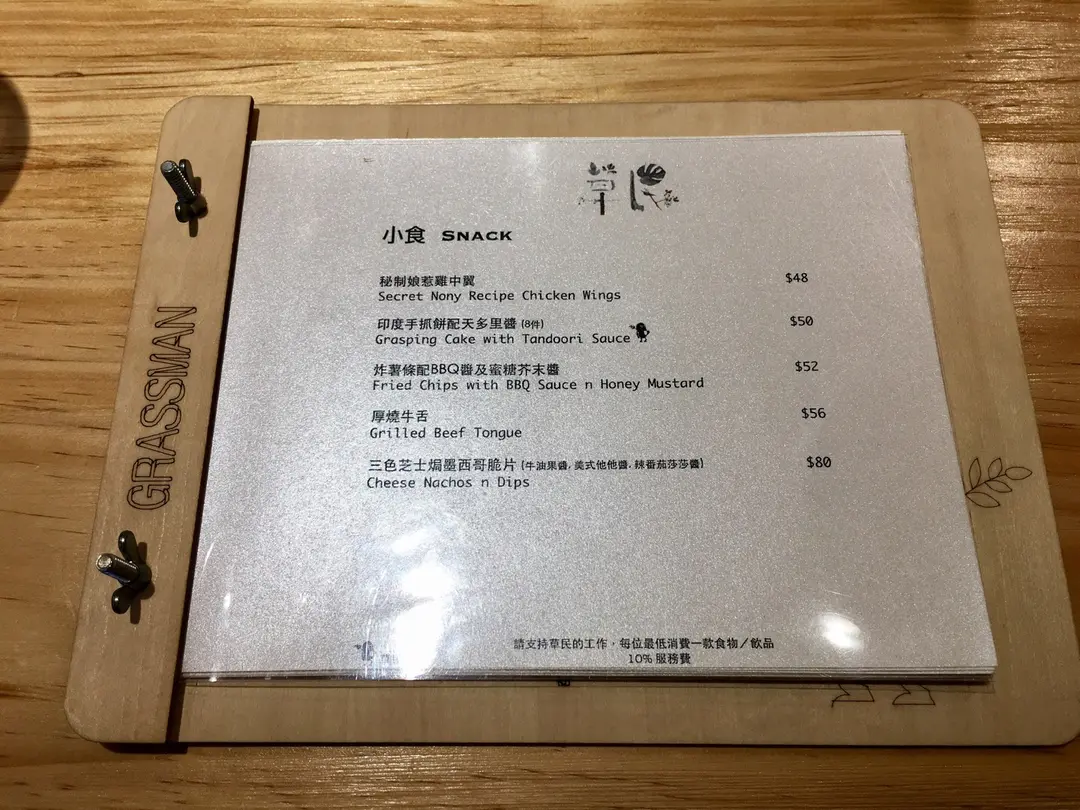 草民
小食 SNACK
秘制娘惹雞中翼 $48
Secret Nony Recipe Chicken Wings
印度手抓餅配天多里醬 (8件) $50
Grasping Cake with Tandoori Sauce
炸薯條配BBQ醬及蜜糖芥末醬 $52
Fried Chips with BBQ Sauce n Honey Mustard
厚燒牛舌 $56
Grilled Beef Tongue
三色芝士焗墨西哥脆片 (牛油果醬, 美式他他醬, 辣番茄莎莎醬) $80
Cheese Nachos n Dips
請支持草民的工作，每位最低消費一款食物／飲品
10% 服務費
GRASSMAN